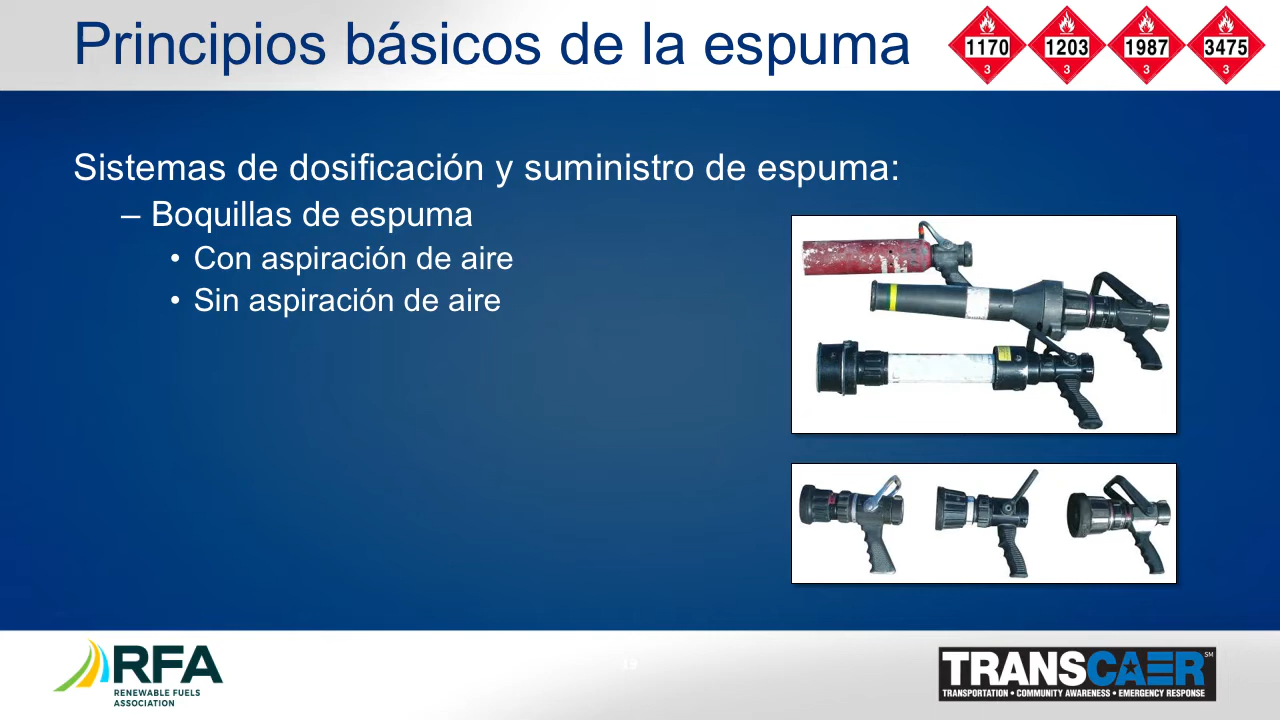 Principios básicos de la espuma
1170
3
1203
3
1987
3
3475
3
Sistemas de dosificación y suministro de espuma:
– Boquillas de espuma
• Con aspiración de aire
• Sin aspiración de aire
RFA
RENEWABLE FUELS
ASSOCIATION
19
TRANSCAER SM
TRANSPORTATION • COMMUNITY AWARENESS • EMERGENCY RESPONSE